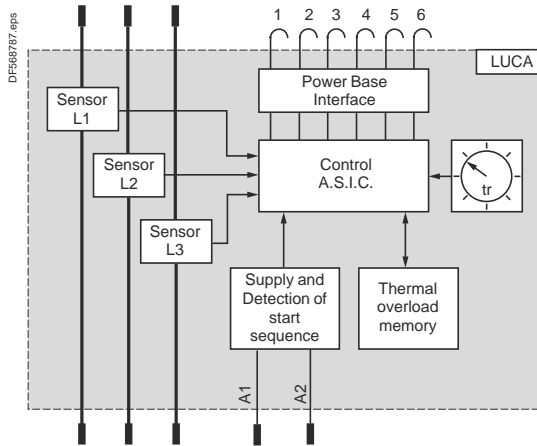 DF568787.eps
1 2 3 4 5 6
LUCA
Power Base
Interface
Sensor
L1
Control
A.S.I.C.
Sensor
L2
tr
Sensor
L3
Supply and
Detection of
start
sequence
Thermal
overload
memory
A1
A2